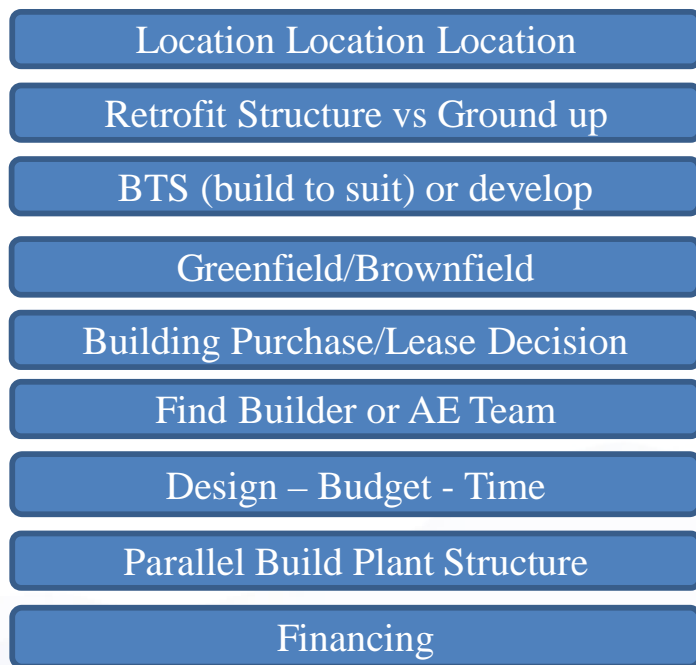 Location Location Location
Retrofit Structure vs Ground up
BTS (build to suit) or develop
Greenfield/Brownfield
Building Purchase/Lease Decision
Find Builder or AE Team
Design – Budget - Time
Parallel Build Plant Structure
Financing